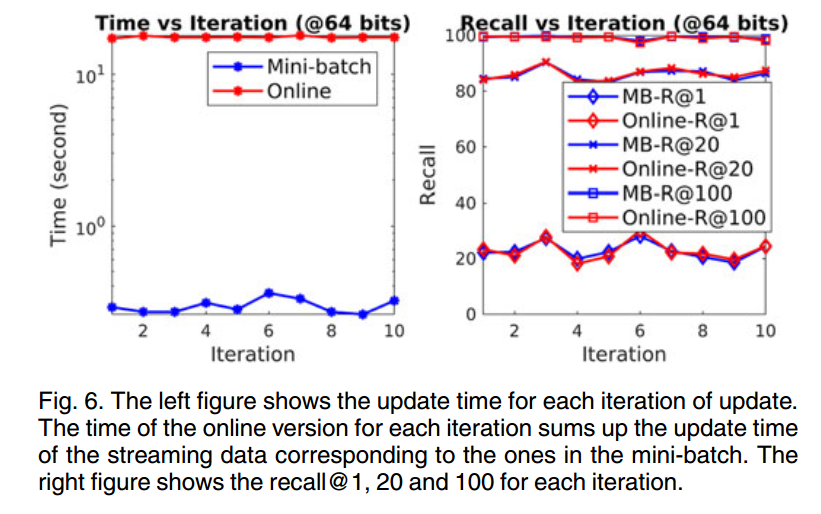 Time vs Iteration (@64 bits)
10¹
10⁰
Time (second)
Mini-batch
Online
2 4 6 8 10
Iteration
Recall vs Iteration (@64 bits)
100
80
60
40
20
0
Recall
MB-R@1
Online-R@1
MB-R@20
Online-R@20
MB-R@100
Online-R@100
2 4 6 8 10
Iteration
Fig. 6. The left figure shows the update time for each iteration of update.
The time of the online version for each iteration sums up the update time
of the streaming data corresponding to the ones in the mini-batch. The
right figure shows the recall@1, 20 and 100 for each iteration.